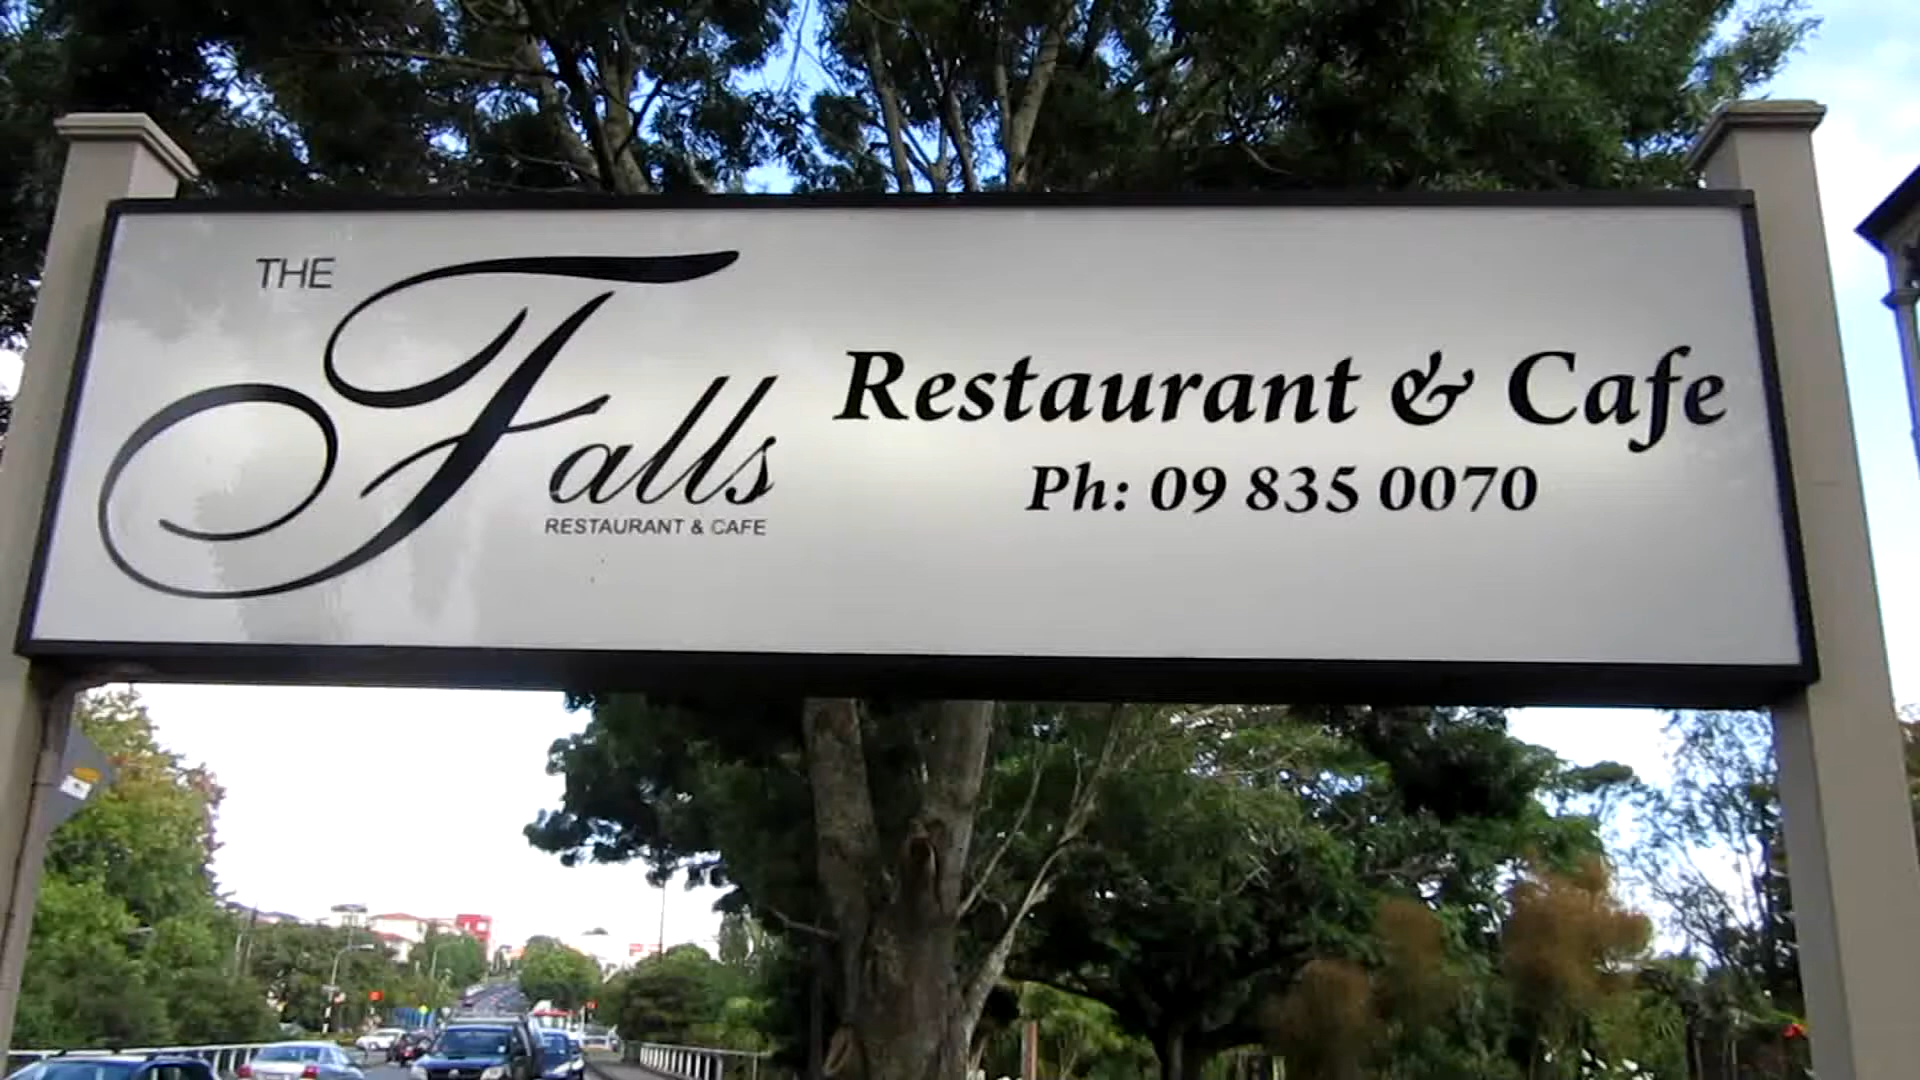 THE
Falls
RESTAURANT & CAFE
Restaurant & Cafe
Ph: 09 835 0070